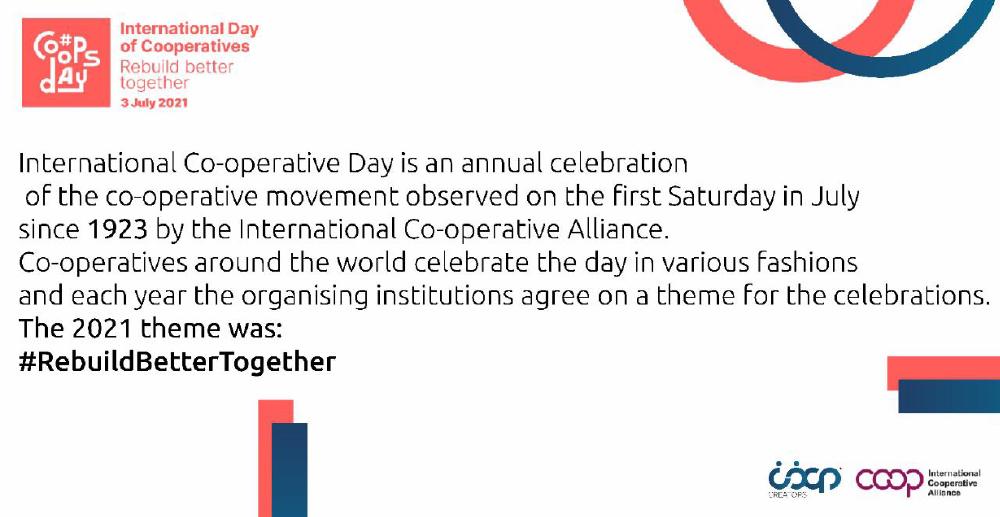 Co#ops day
International Day
of Cooperatives
Rebuild better
together
3 July 2021
International Co-operative Day is an annual celebration
of the co-operative movement observed on the first Saturday in July
since 1923 by the International Co-operative Alliance.
Co-operatives around the world celebrate the day in various fashions
and each year the organising institutions agree on a theme for the celebrations.
The 2021 theme was:
#RebuildBetterTogether
CREATORS
coop
International
Cooperative
Alliance